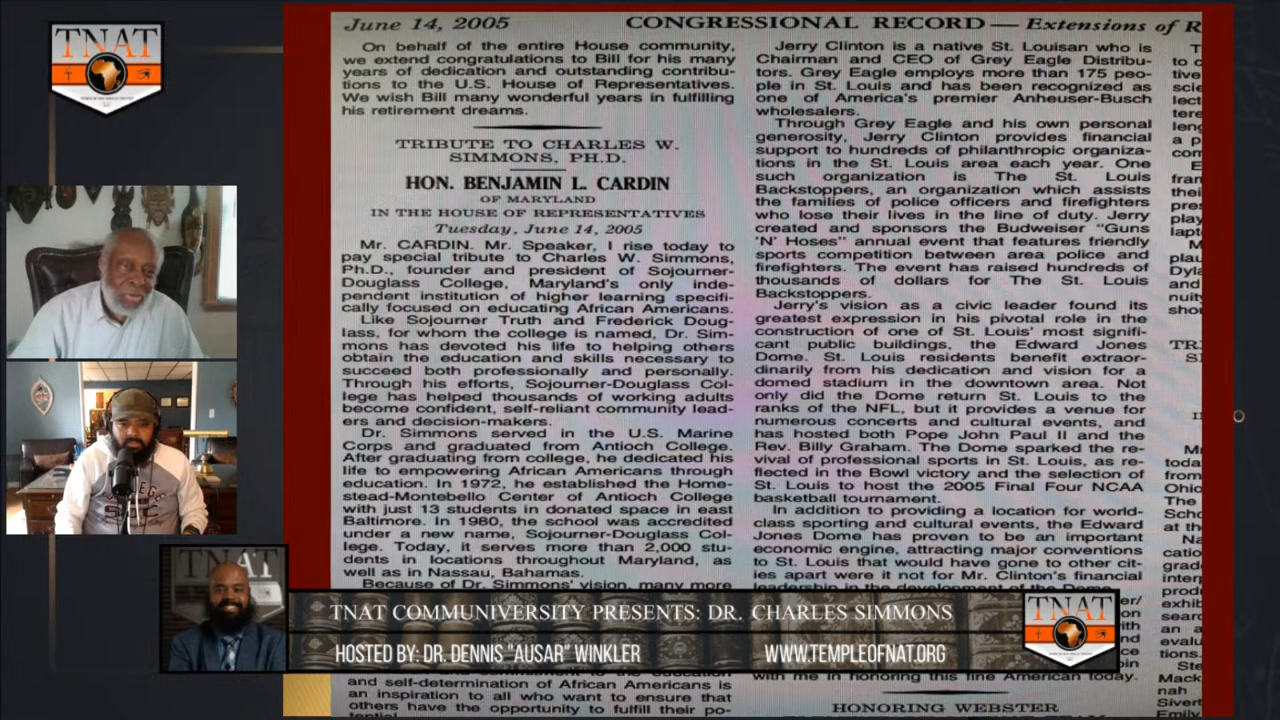 TNAT
June 14, 2005
CONGRESSIONAL RECORD — Extensions of R
On behalf of the entire House community,
we extend congratulations to Bill for his many
years of dedication and outstanding contribu-
tions to the U.S. House of Representatives.
We wish Bill many wonderful years in fulfilling
his retirement dreams.
TRIBUTE TO CHARLES W.
SIMMONS, PH.D.
HON. BENJAMIN L. CARDIN
OF MARYLAND
IN THE HOUSE OF REPRESENTATIVES
Tuesday, June 14, 2005
Mr. CARDIN. Mr. Speaker, I rise today to
pay special tribute to Charles W. Simmons,
Ph.D., founder and president of Sojourner-
Douglass College, Maryland's only inde-
pendent institution of higher learning specifi-
cally focused on educating African Americans.
Like Sojourner Truth and Frederick Doug-
lass, for whom the college is named, Dr. Sim-
mons has devoted his life to helping others
obtain the education and skills necessary to
succeed both professionally and personally.
Through his efforts, Sojourner-Douglass Col-
lege has helped thousands of working adults
become confident, self-reliant community lead-
ers and decision-makers.
Dr. Simmons served in the U.S. Marine
Corps and graduated from Antioch College.
After graduating from college, he dedicated his
life to empowering African Americans through
education. In 1972, he established the Home-
stead-Montebello Center of Antioch College
with just 13 students in donated space in east
Baltimore. In 1980, the school was accredited
under a new name, Sojourner-Douglass Col-
lege. Today, it serves more than 2,000 stu-
dents in locations throughout Maryland, as
well as in Nassau, Bahamas.
Because of Dr. Simmons' vision, many more
and self-determination of African Americans is
an inspiration to all who want to ensure that
others have the opportunity to fulfill their po-
Jerry Clinton is a native St. Louisan who is
Chairman and CEO of Grey Eagle Distribu-
tors. Grey Eagle employs more than 175 peo-
ple in St. Louis and has been recognized as
one of America's premier Anheuser-Busch
wholesalers.
Through Grey Eagle and his own personal
generosity, Jerry Clinton provides financial
support to hundreds of philanthropic organiza-
tions in the St. Louis area each year. One
such organization is The St. Louis
Backstoppers, an organization which assists
the families of police officers and firefighters
who lose their lives in the line of duty. Jerry
created and sponsors the Budweiser "Guns
'N' Hoses" annual event that features friendly
sports competition between area police and
firefighters. The event has raised hundreds of
thousands of dollars for The St. Louis
Backstoppers.
Jerry's vision as a civic leader found its
greatest expression in his pivotal role in the
construction of one of St. Louis' most signifi-
cant public buildings, the Edward Jones
Dome. St. Louis residents benefit extraor-
dinarily from his dedication and vision for a
domed stadium in the downtown area. Not
only did the Dome return St. Louis to the
ranks of the NFL, but it provides a venue for
numerous concerts and cultural events, and
has hosted both Pope John Paul II and the
Rev. Billy Graham. The Dome sparked the re-
vival of professional sports in St. Louis, as re-
flected in the Bowl victory and the selection of
St. Louis to host the 2005 Final Four NCAA
basketball tournament.
In addition to providing a location for world-
class sporting and cultural events, the Edward
Jones Dome has proven to be an important
economic engine, attracting major conventions
to St. Louis that would have gone to other cit-
ies apart were it not for Mr. Clinton's financial
leadership in the development of the Dome.
with me in honoring this fine American today.
HONORING WEBSTER
TNAT COMMUNIVERSITY PRESENTS: DR. CHARLES SIMMONS
HOSTED BY: DR. DENNIS "AUSAR" WINKLER
WWW.TEMPLEOFNAT.ORG
TNAT
TNAT